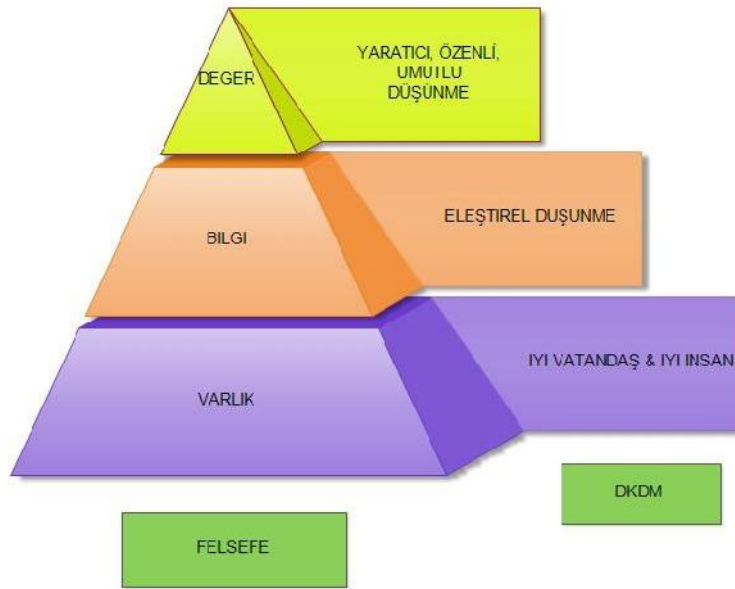 DEGER
YARATICI, ÖZENLİ,
UMUTLU
DÜŞÜNME
BILGI
ELEŞTIREL DUŞUNME
VARLIK
IYI VATANDAŞ & IYI INSAN
DKDM
FELSEFE